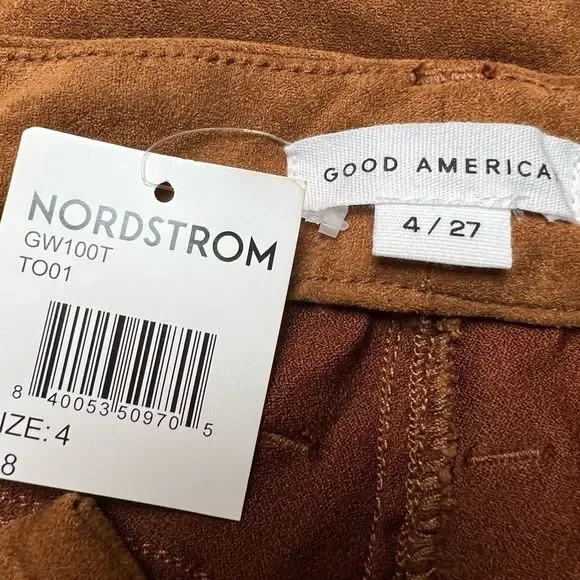 NORDSTROM
GW100T
TO01
8 40053 50970 5
IZE: 4
8
GOOD AMERICA
4 / 27